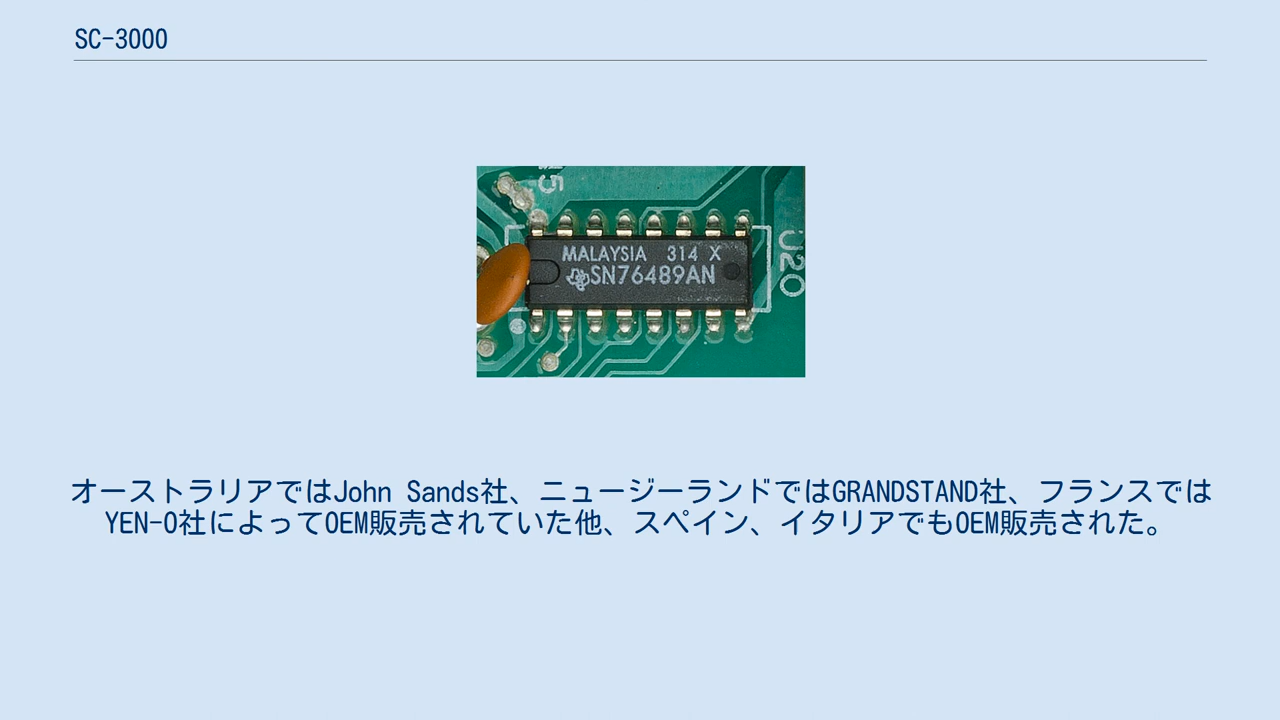 SC-3000
15
MALAYSIA 314 X
SN76489AN
U20
オーストラリアではJohn Sands社、ニュージーランドではGRANDSTAND社、フランスでは
YEN-O社によってOEM販売されていた他、スペイン、イタリアでもOEM販売された。